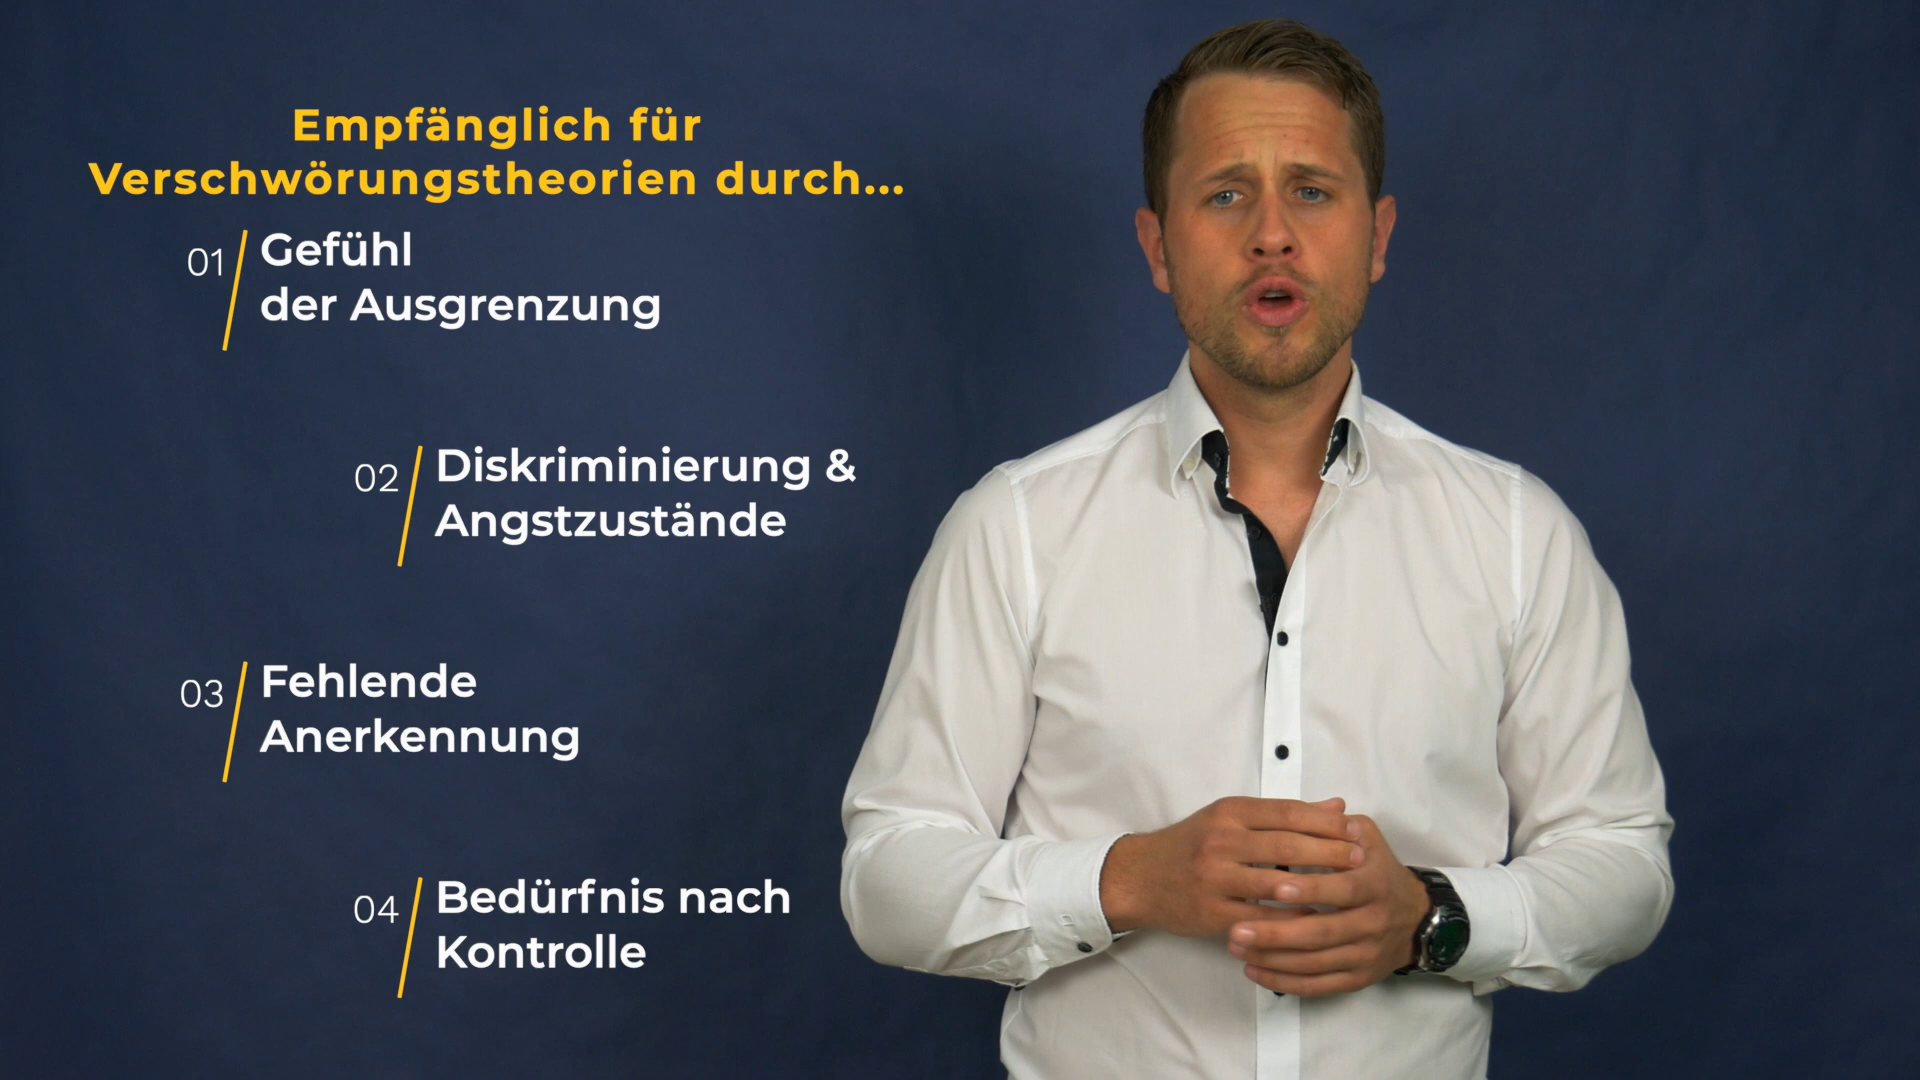 Empfänglich für
Verschwörungstheorien durch...
01 Gefühl
der Ausgrenzung
02 Diskriminierung &
Angstzustände
03 Fehlende
Anerkennung
04 Bedürfnis nach
Kontrolle